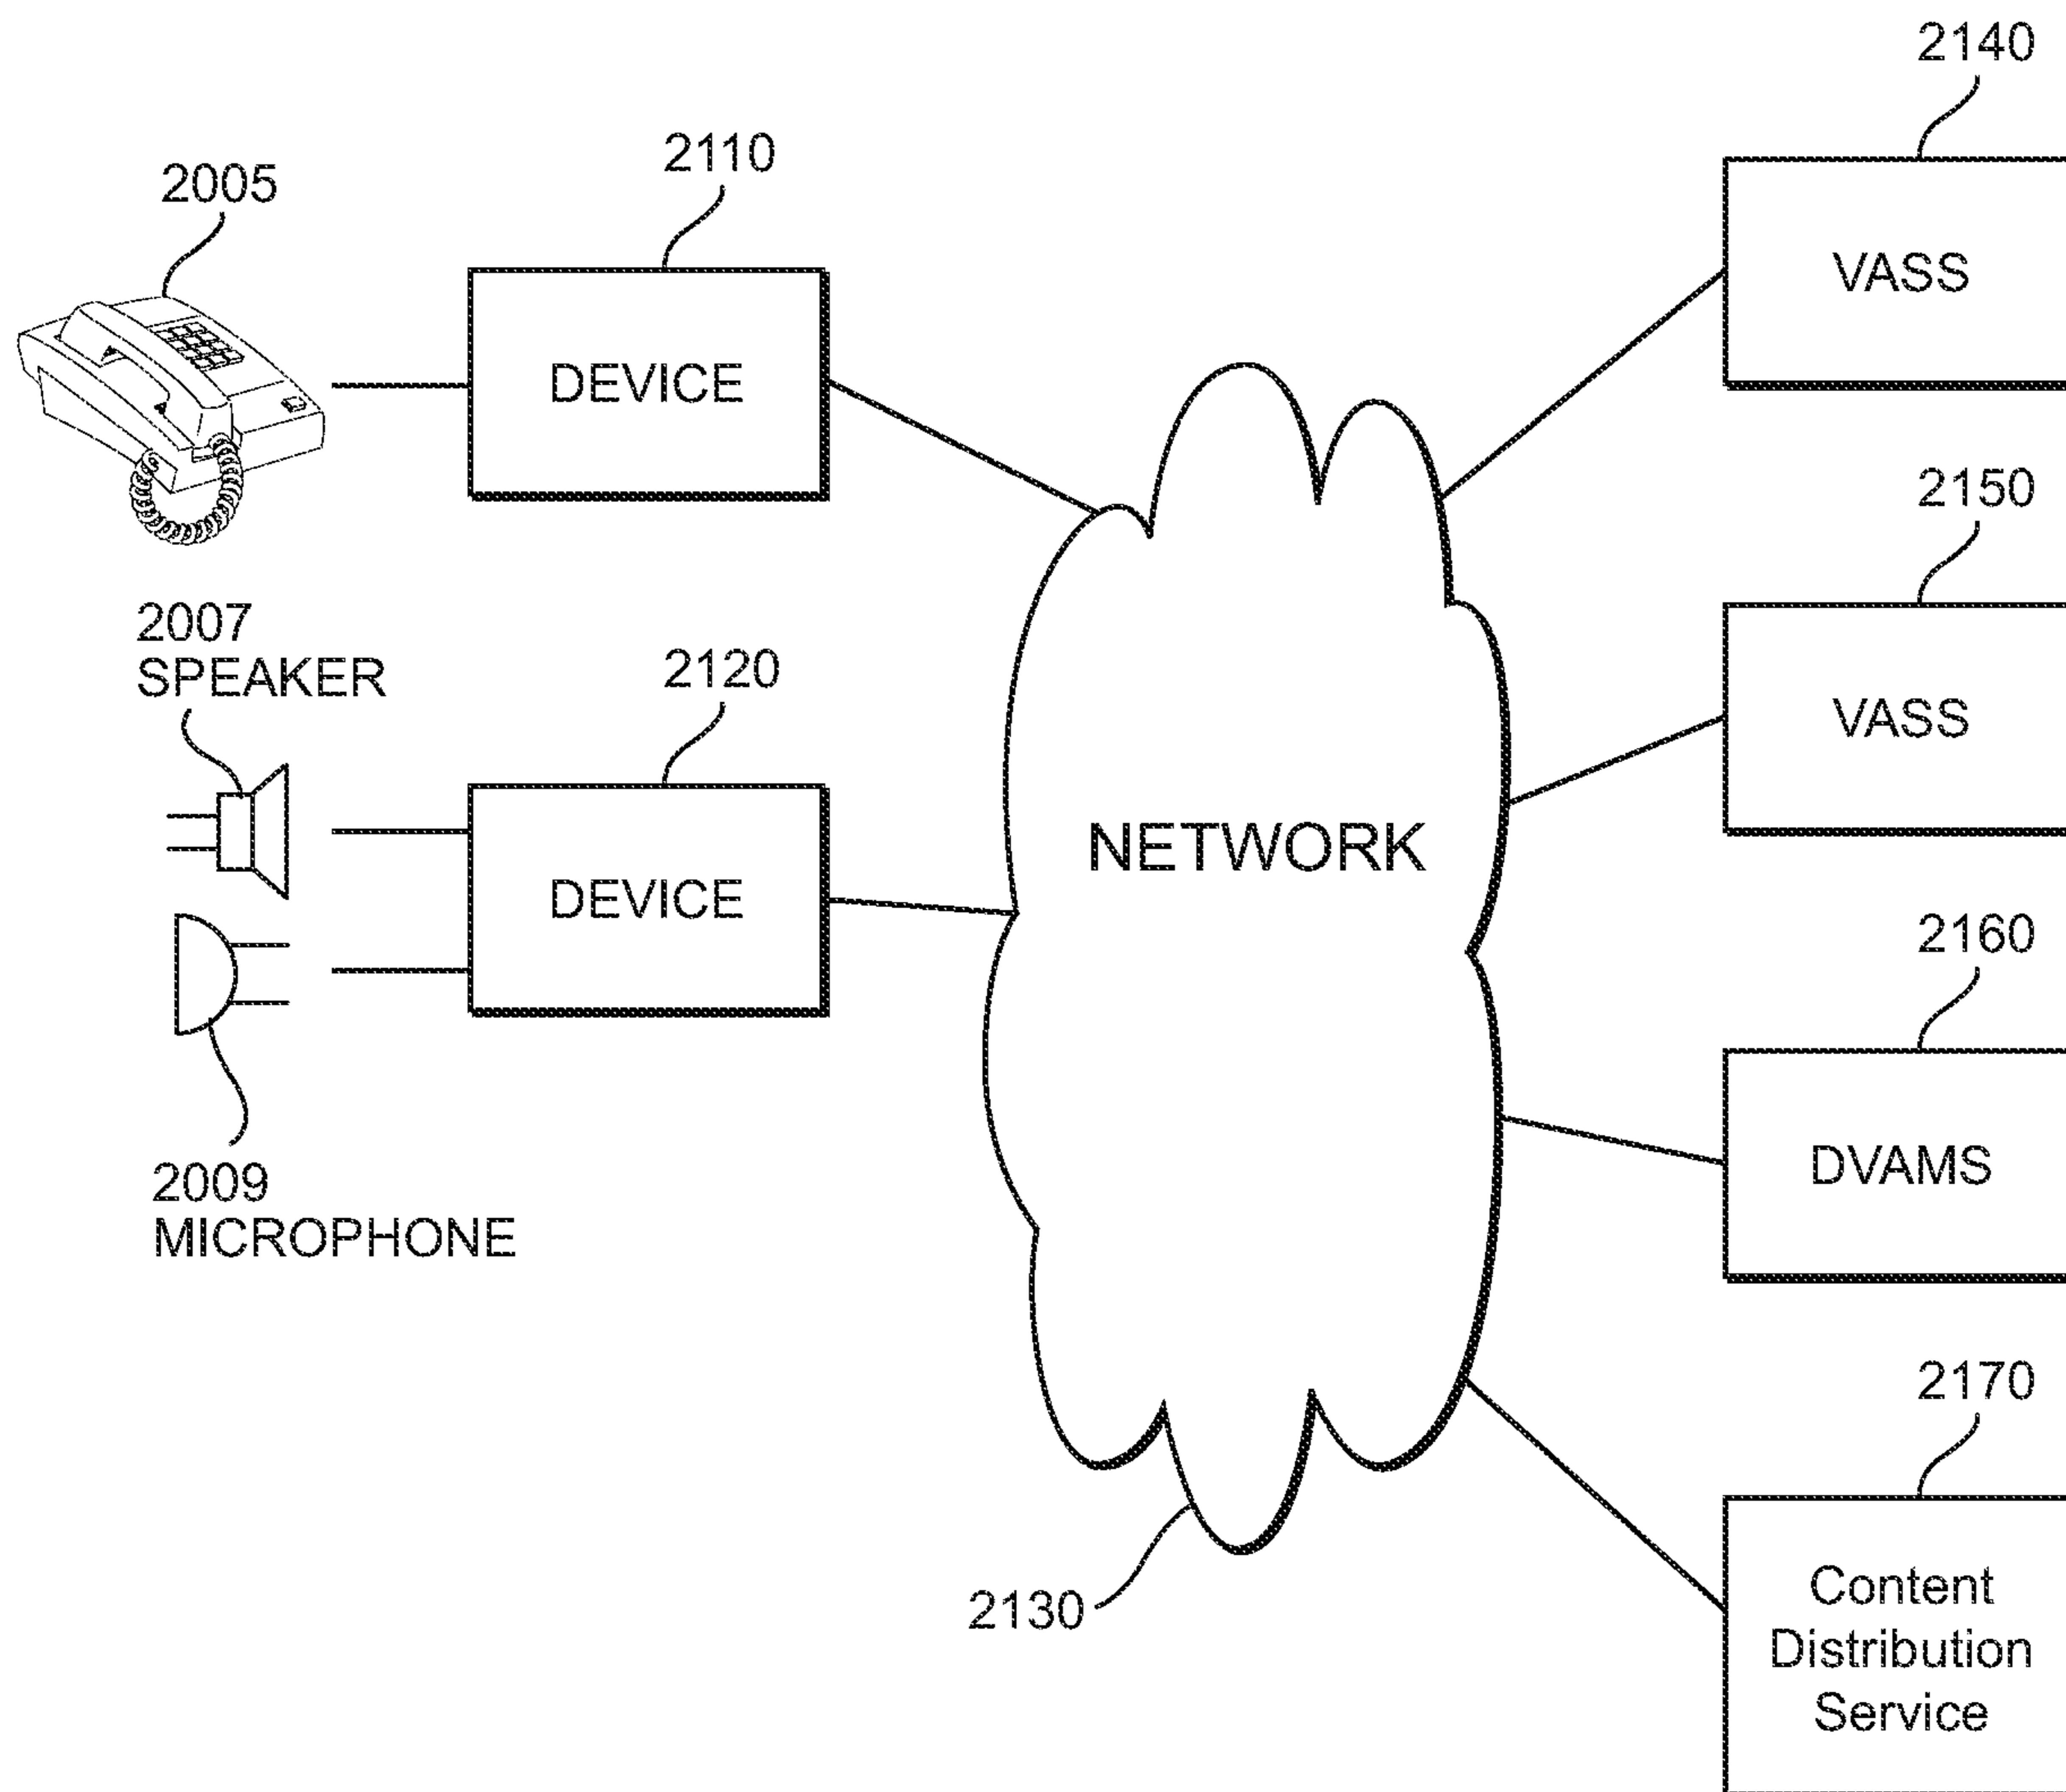 2140
2110
2005
VASS
DEVICE
2150
2007
SPEAKER
2120
VASS
NETWORK
DEVICE
2160
2009
MICROPHONE
DVAMS
2170
2130
Content
Distribution
Service